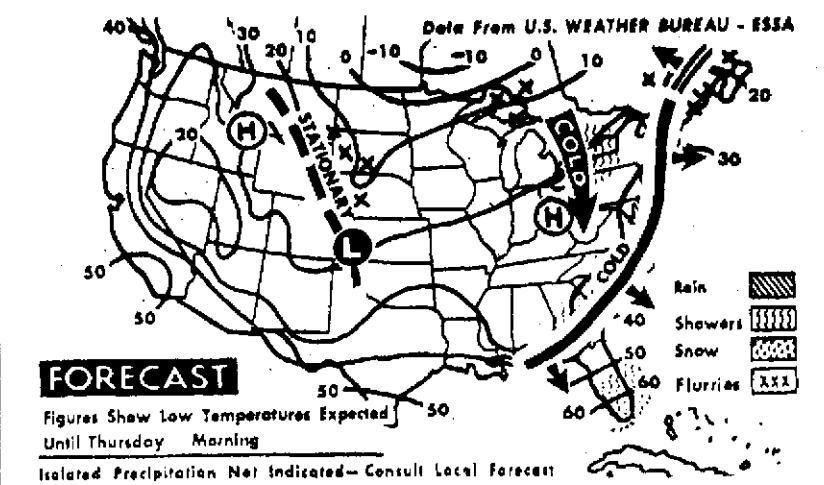 Data From U.S. WEATHER BUREAU - ESSA
40
30
20
10
0
-10
-10
0
10
20
30
20
H
STATIONARY
COLD
H
L
COLD
50
50
50
50
40
50
60
60
Rain
Showers
Snow
Flurries
XXX
FORECAST
Figures Show Low Temperatures Expected
Until Thursday Morning
Isolated Precipitation Not Indicated— Consult Local Forecast